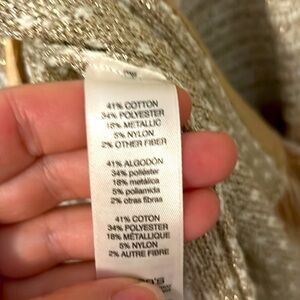 41% COTTON
34% POLYESTER
18% METALLIC
5% NYLON
2% OTHER FIBER
41% ALGODÓN
34% poliéster
18% metálica
5% poliamida
2% otras fibras
41% COTON
34% POLYESTER
18% MÉTALLIQUE
5% NYLON
2% AUTRE FIBRE